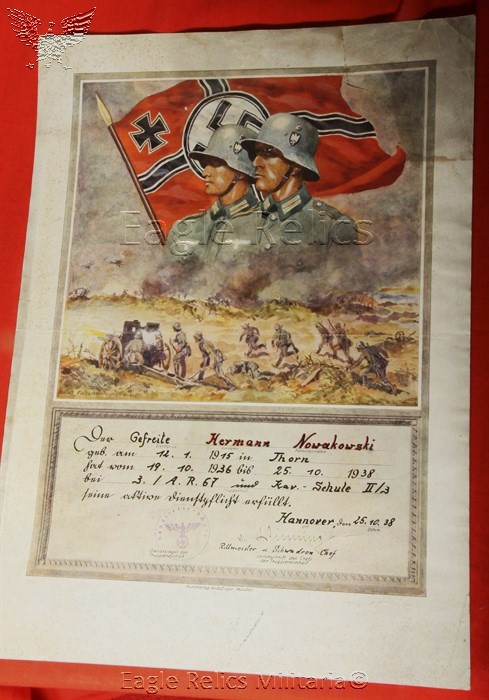 Eagle Relics
Der Gefreite Hermann Nowakowski
geb. am 12. 1. 1915 in Thorn
hat vom 19. 10. 1936 bis 25. 10. 1938
bei 3./A.R. 67 und Kav.-Schule II/3
seine aktive Dienstpflicht erfüllt.
Hannover, den 25.10.38
Rittmeister u. Schwadron-Chef
Eagle Relics Militaria©